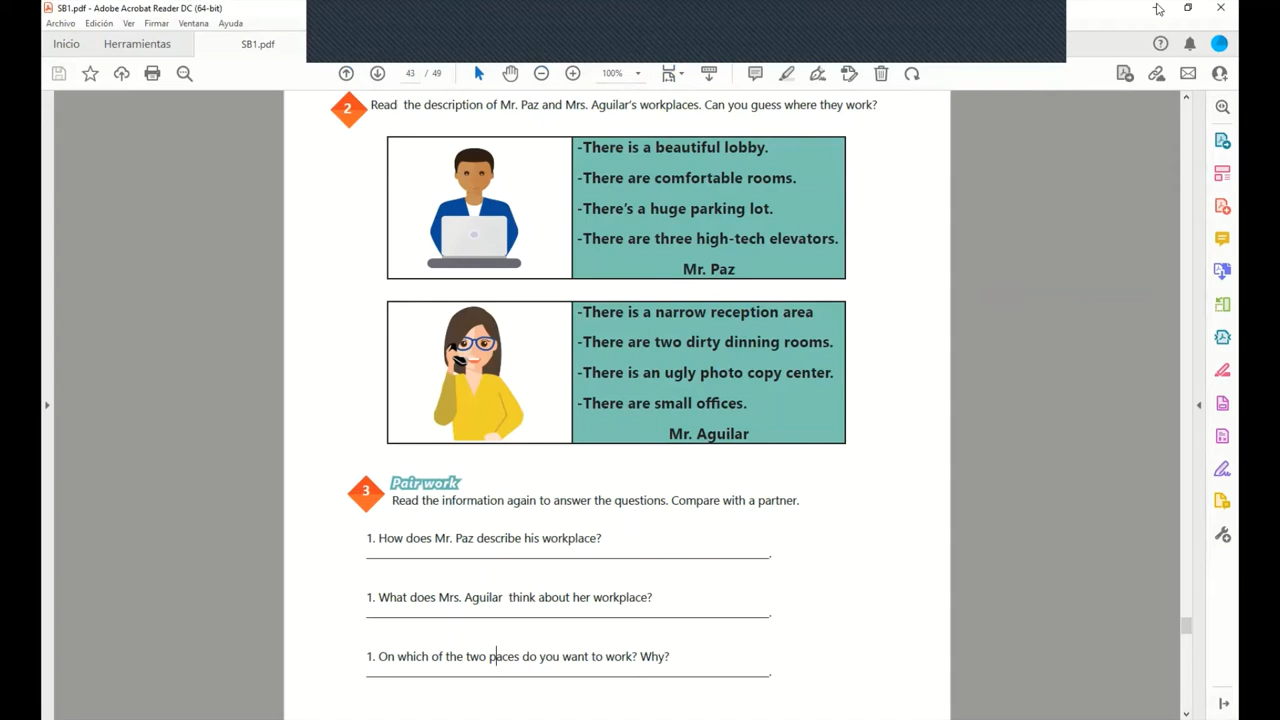 SB1.pdf - Adobe Acrobat Reader DC (64-bit)
Archivo Edición Ver Firmar Ventana Ayuda
Inicio Herramientas SB1.pdf
43 / 49 100%
2 Read the description of Mr. Paz and Mrs. Aguilar's workplaces. Can you guess where they work?
-There is a beautiful lobby.
-There are comfortable rooms.
-There's a huge parking lot.
-There are three high-tech elevators.
Mr. Paz
-There is a narrow reception area
-There are two dirty dinning rooms.
-There is an ugly photo copy center.
-There are small offices.
Mr. Aguilar
3 Pair work
Read the information again to answer the questions. Compare with a partner.
1. How does Mr. Paz describe his workplace?
1. What does Mrs. Aguilar think about her workplace?
1. On which of the two paces do you want to work? Why?